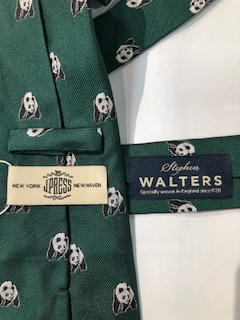 NEW YORK J.PRESS NEW HAVEN
Stephen
WALTERS
Specially woven in England since 1720